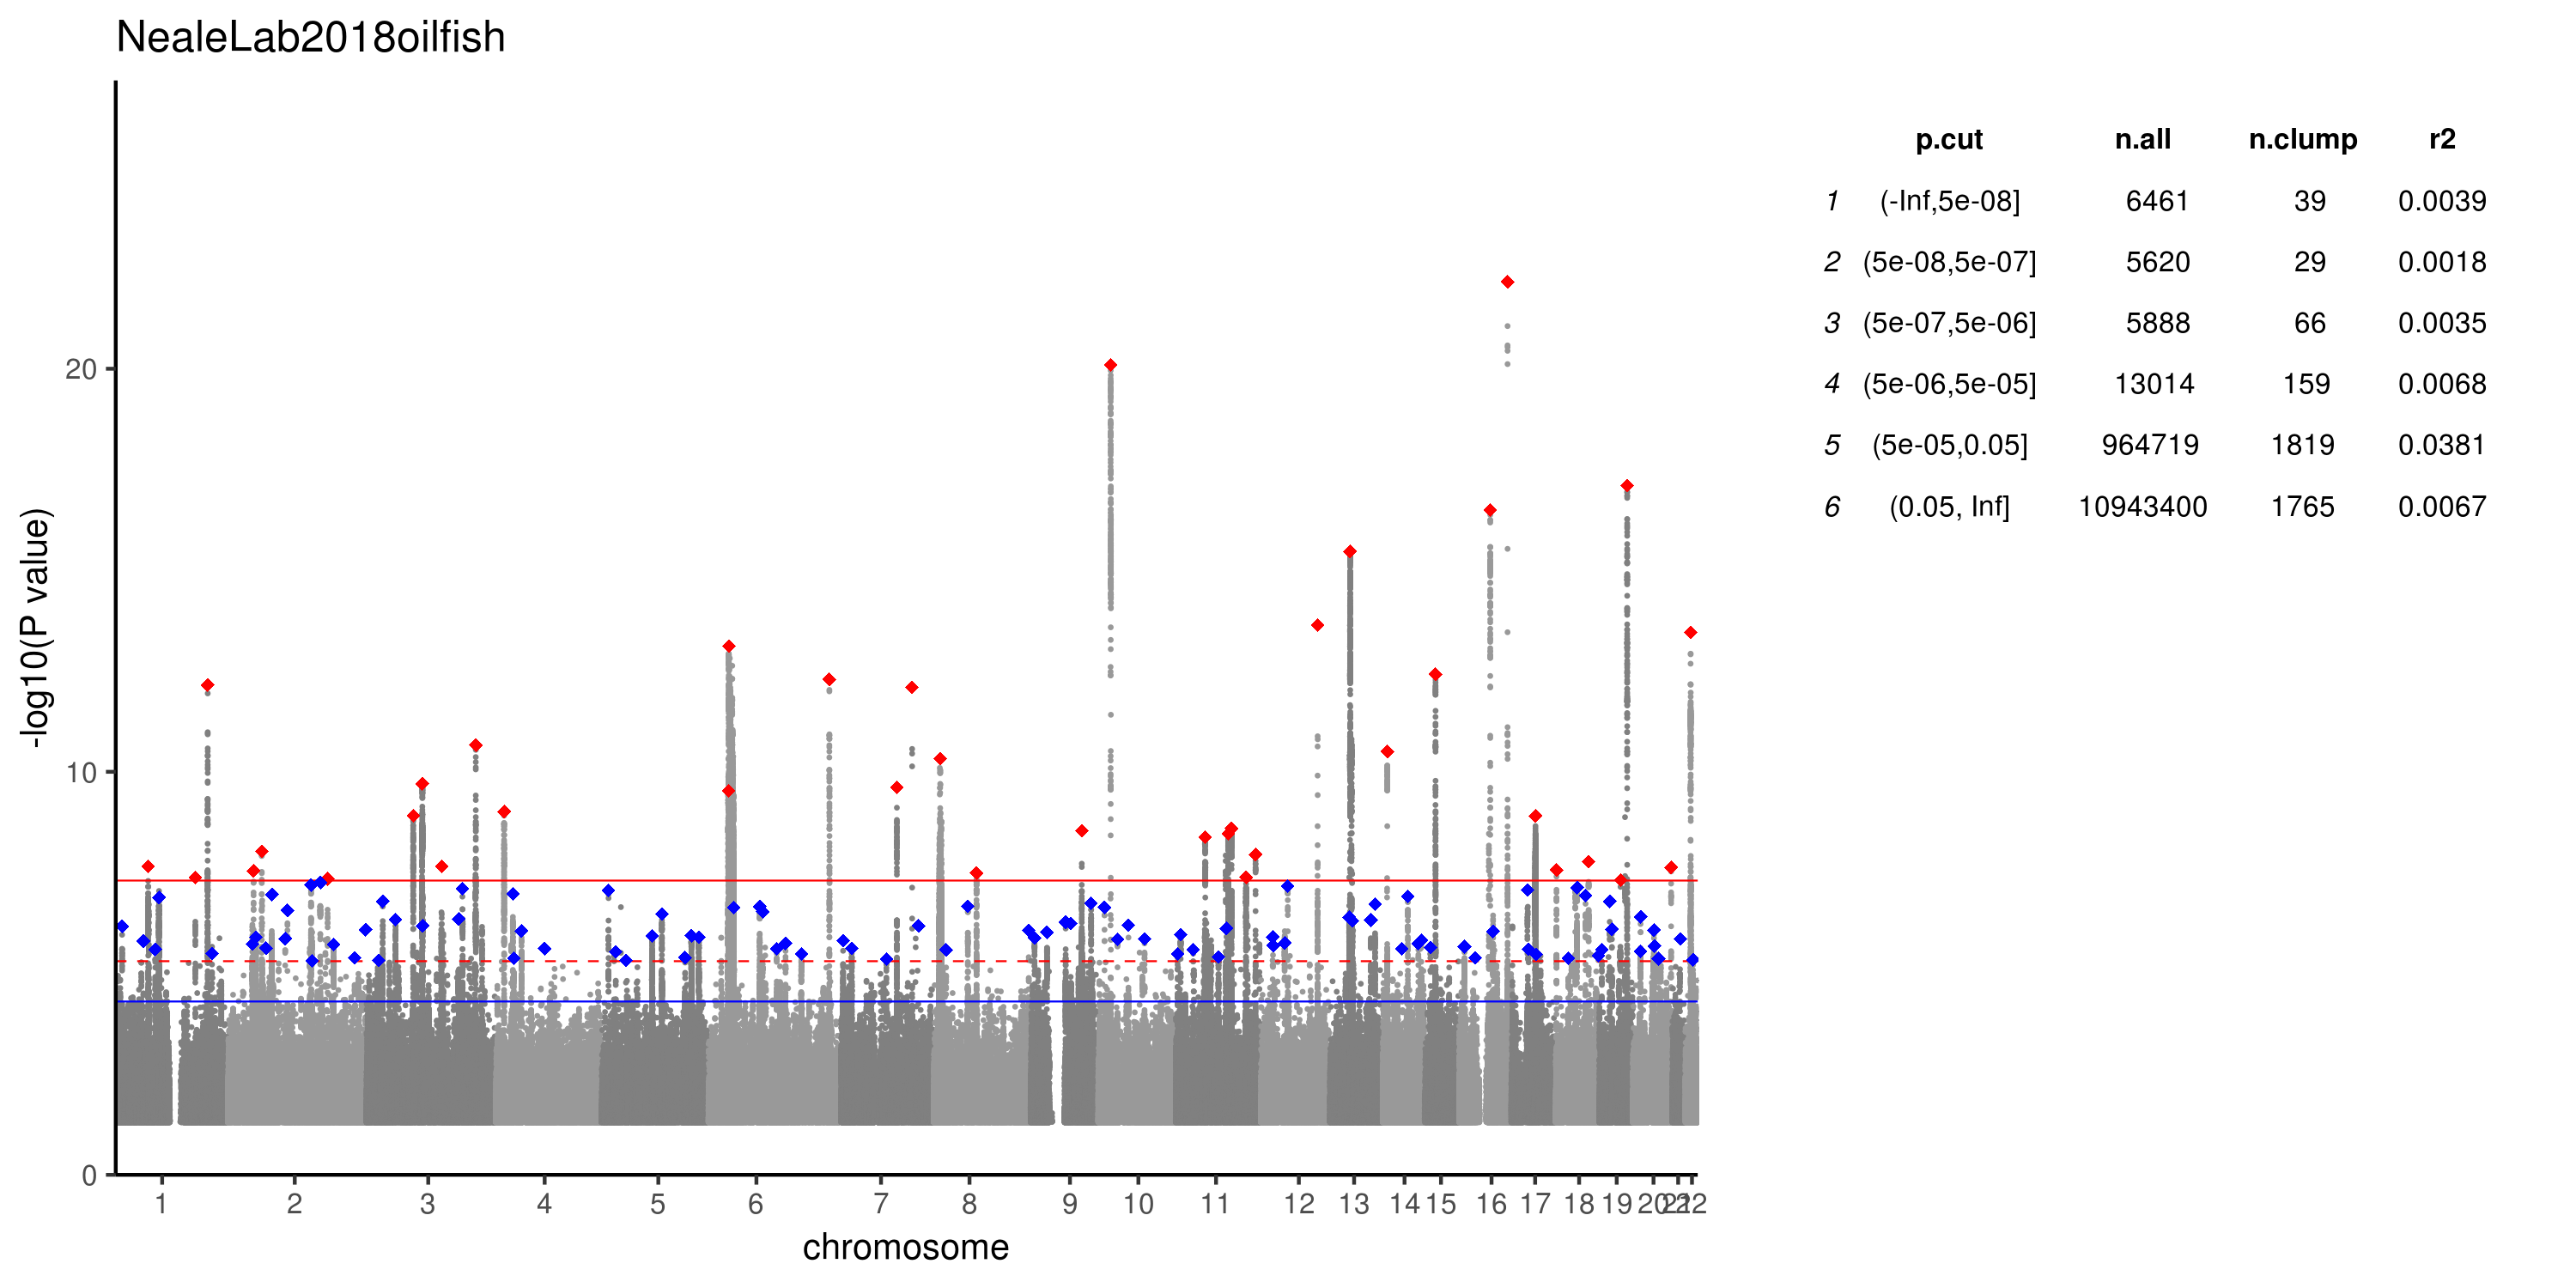 NealeLab2018oilfish
-log10(P value)
20
10
0
1 2 3 4 5 6 7 8 9 10 11 12 13 14 15 16 17 18 19 20 21 22
chromosome
p.cut n.all n.clump r2
1 (-Inf,5e-08] 6461 39 0.0039
2 (5e-08,5e-07] 5620 29 0.0018
3 (5e-07,5e-06] 5888 66 0.0035
4 (5e-06,5e-05] 13014 159 0.0068
5 (5e-05,0.05] 964719 1819 0.0381
6 (0.05, Inf] 10943400 1765 0.0067